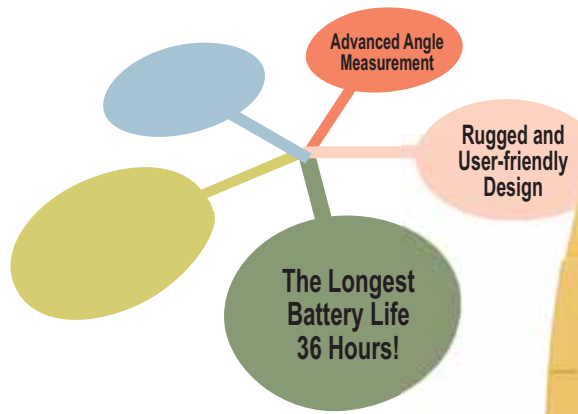 Advanced Angle
Measurement
Rugged and
User-friendly
Design
The Longest
Battery Life
36 Hours!